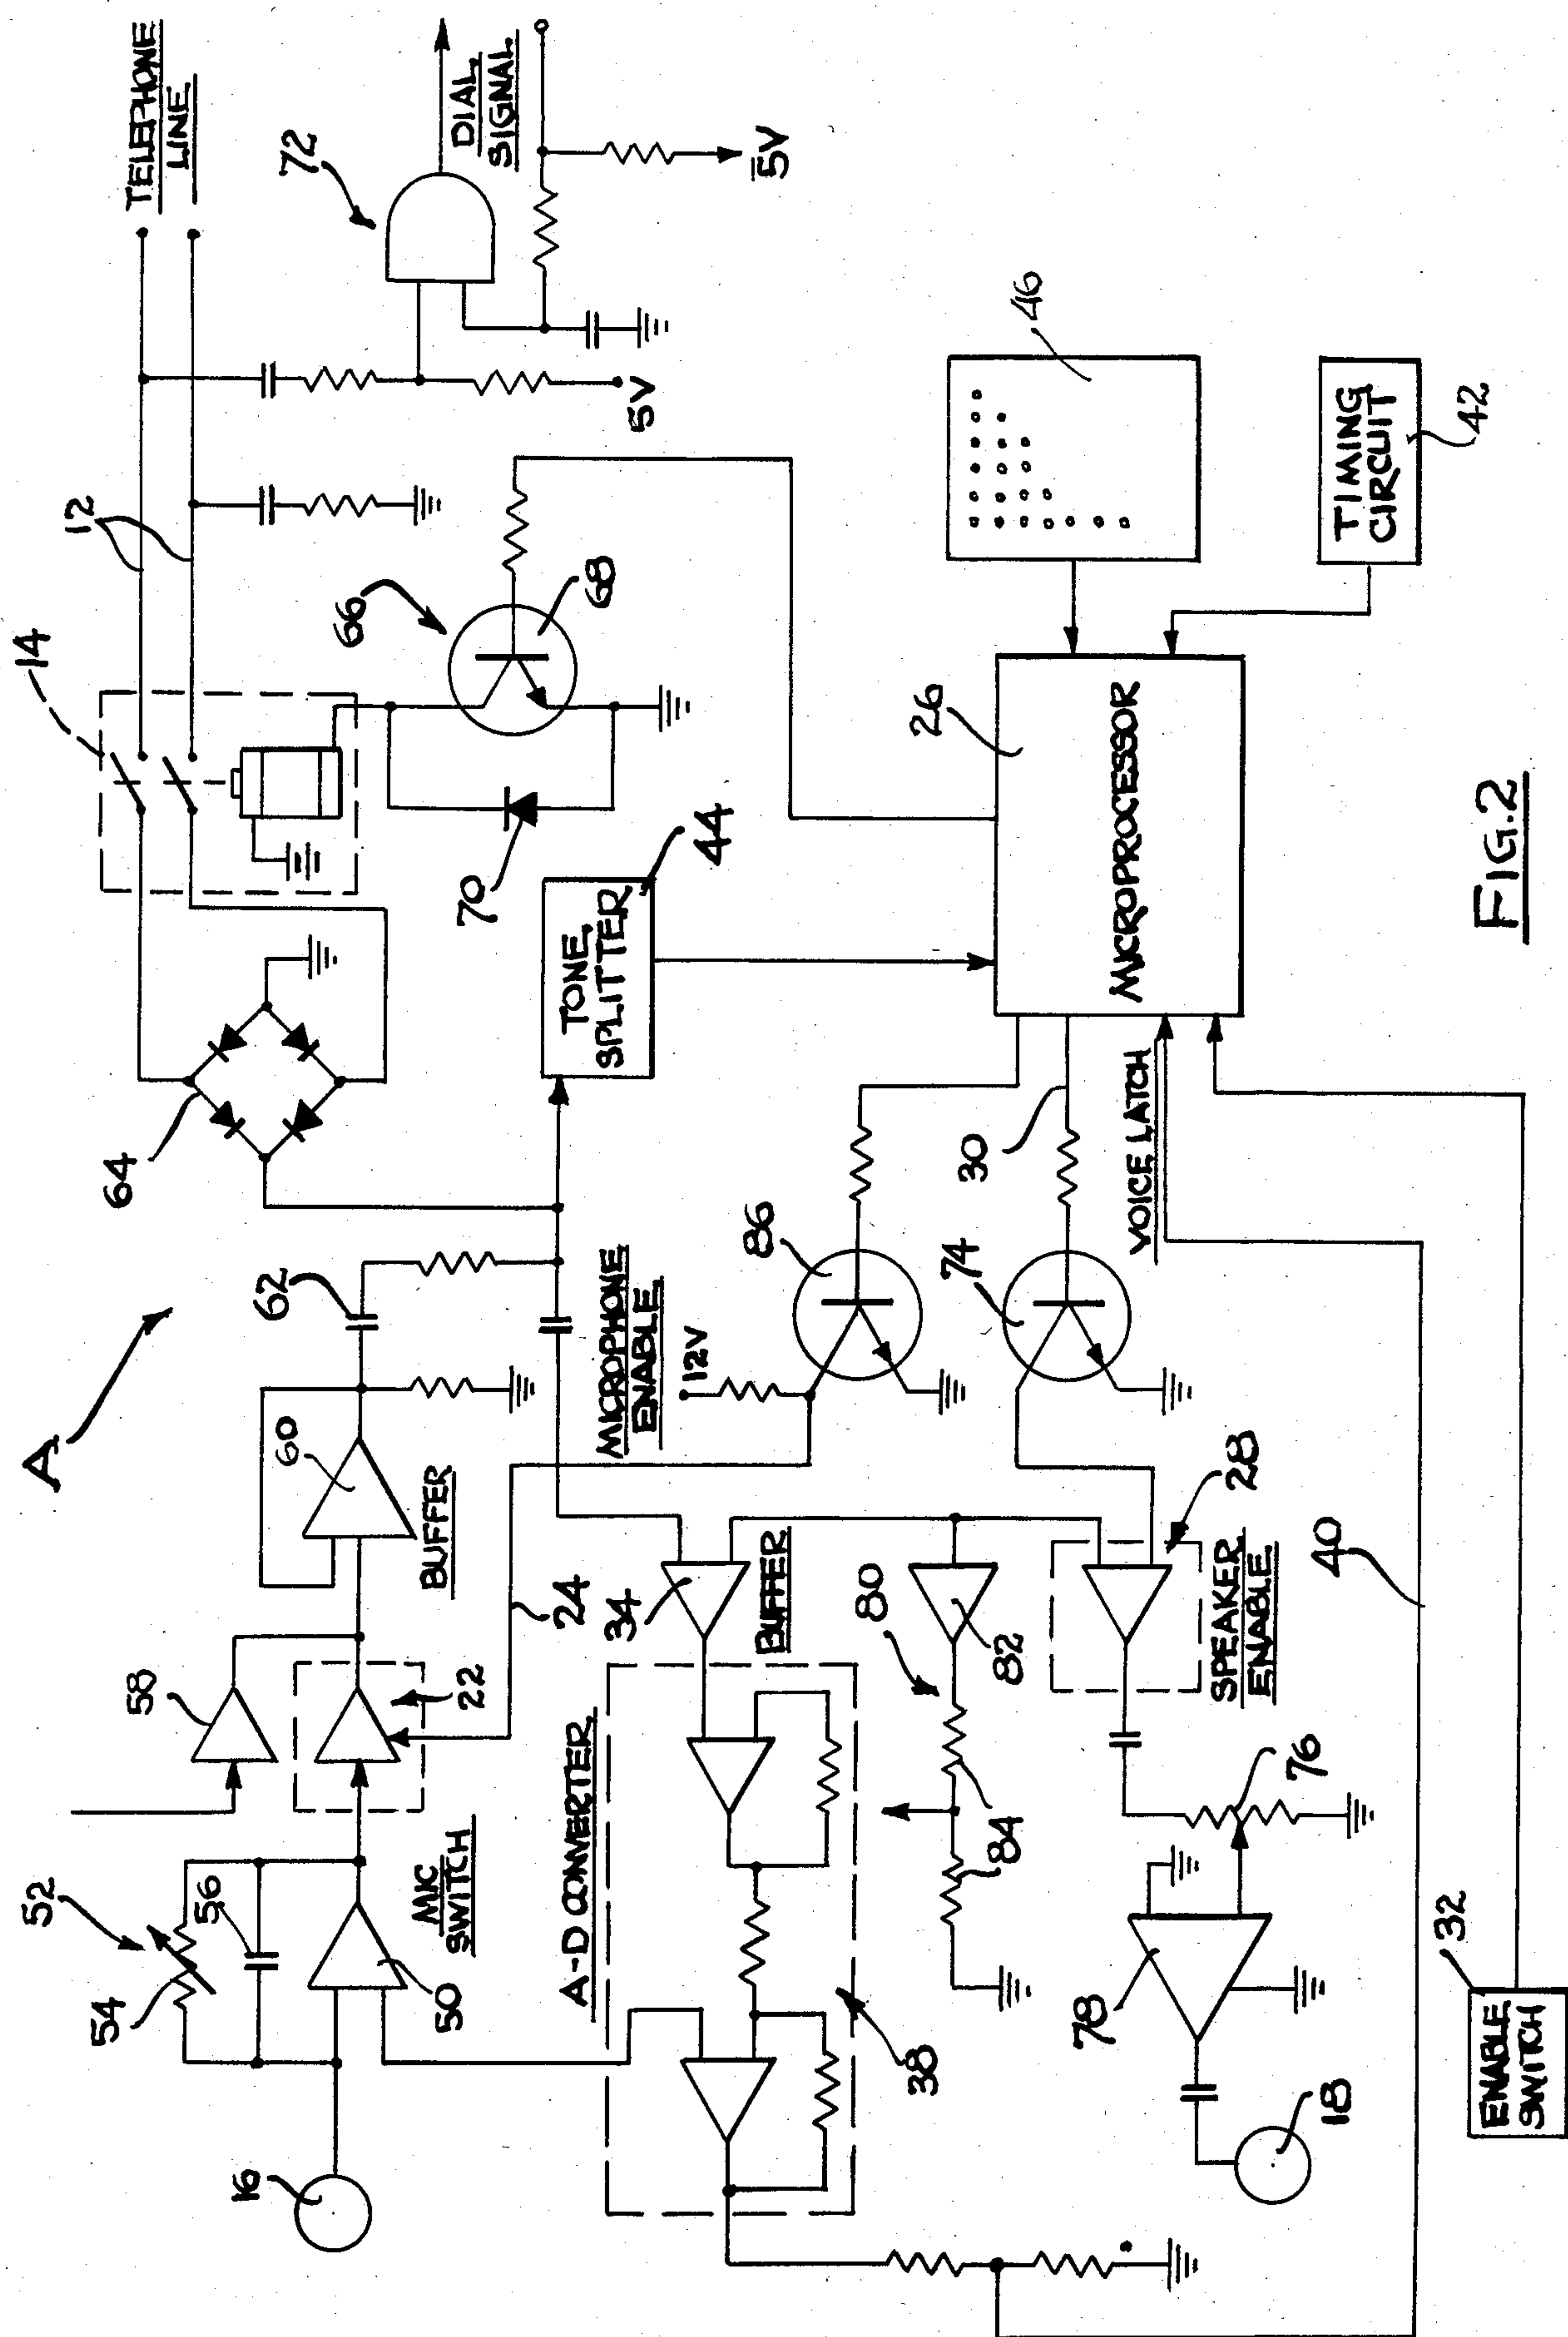 A
TELEPHONE
LINE
12
14
72
DIAL
SIGNAL
5V
5V
66
68
70
64
TONE
SPLITTER
44
62
60
BUFFER
58
22
24
52
54
56
50
MIC
SWITCH
16
MICROPHONE
ENABLE
12V
86
74
30
VOICE LATCH
26
MICROPROCESSOR
46
TIMING
CIRCUIT
42
34
BUFFER
A-D CONVERTER
38
80
82
84
28
SPEAKER
ENABLE
76
78
18
40
32
ENABLE
SWITCH
FIG.2